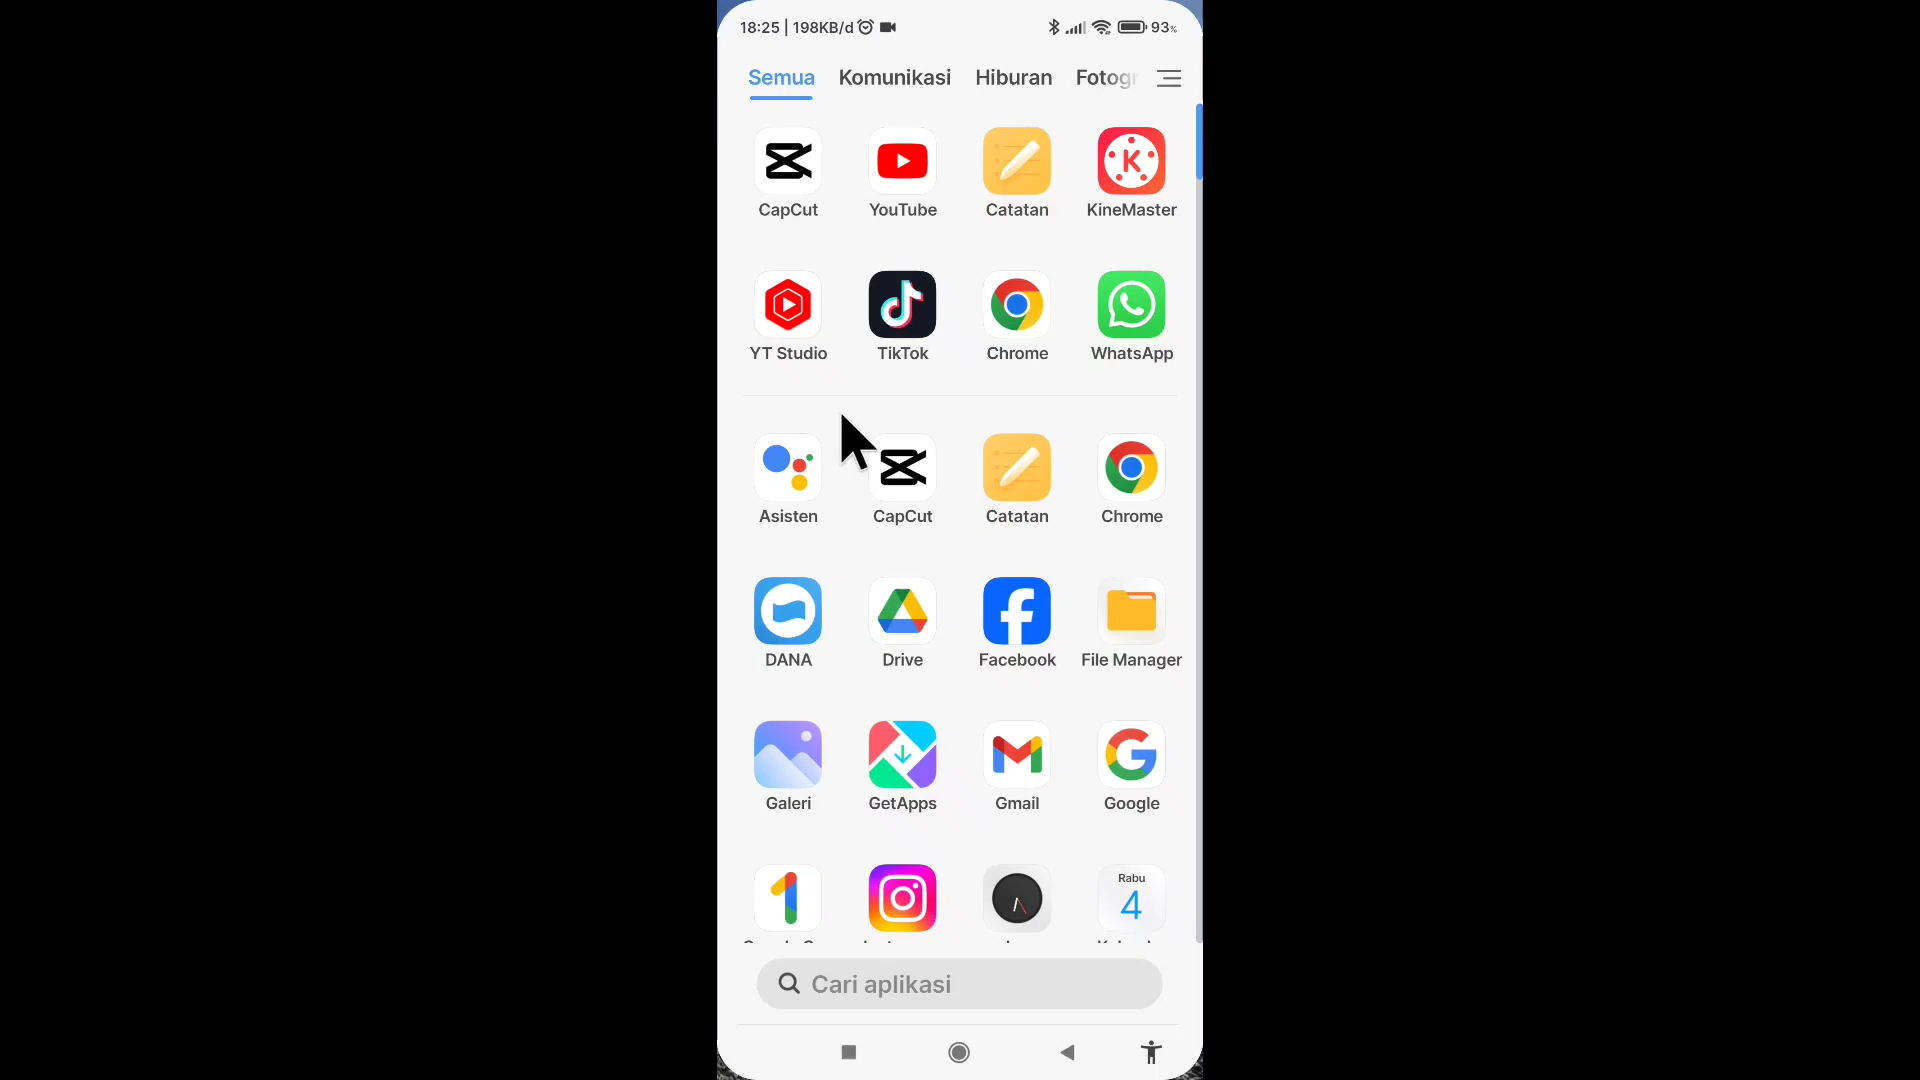 18:25 | 198KB/d 93%
Semua Komunikasi Hiburan Fotogr
CapCut YouTube Catatan KineMaster
YT Studio TikTok Chrome WhatsApp
Asisten CapCut Catatan Chrome
DANA Drive Facebook File Manager
Galeri GetApps Gmail Google
Rabu
4
Cari aplikasi